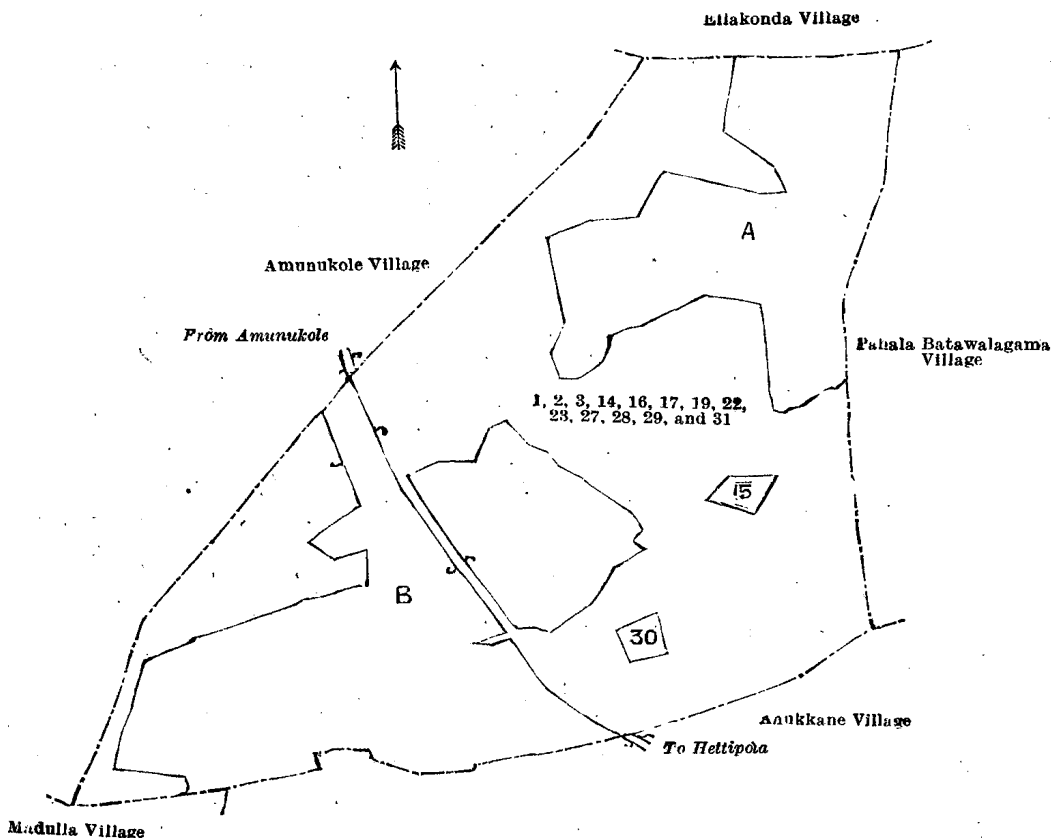 Ellakonda Village
A
Amunukole Village
From Amunukole
Pahala Batawalagama
Village
1, 2, 3, 14, 16, 17, 19, 22,
23, 27, 28, 29, and 31
15
B
30
Anukkane Village
To Hettipola
Madulla Village